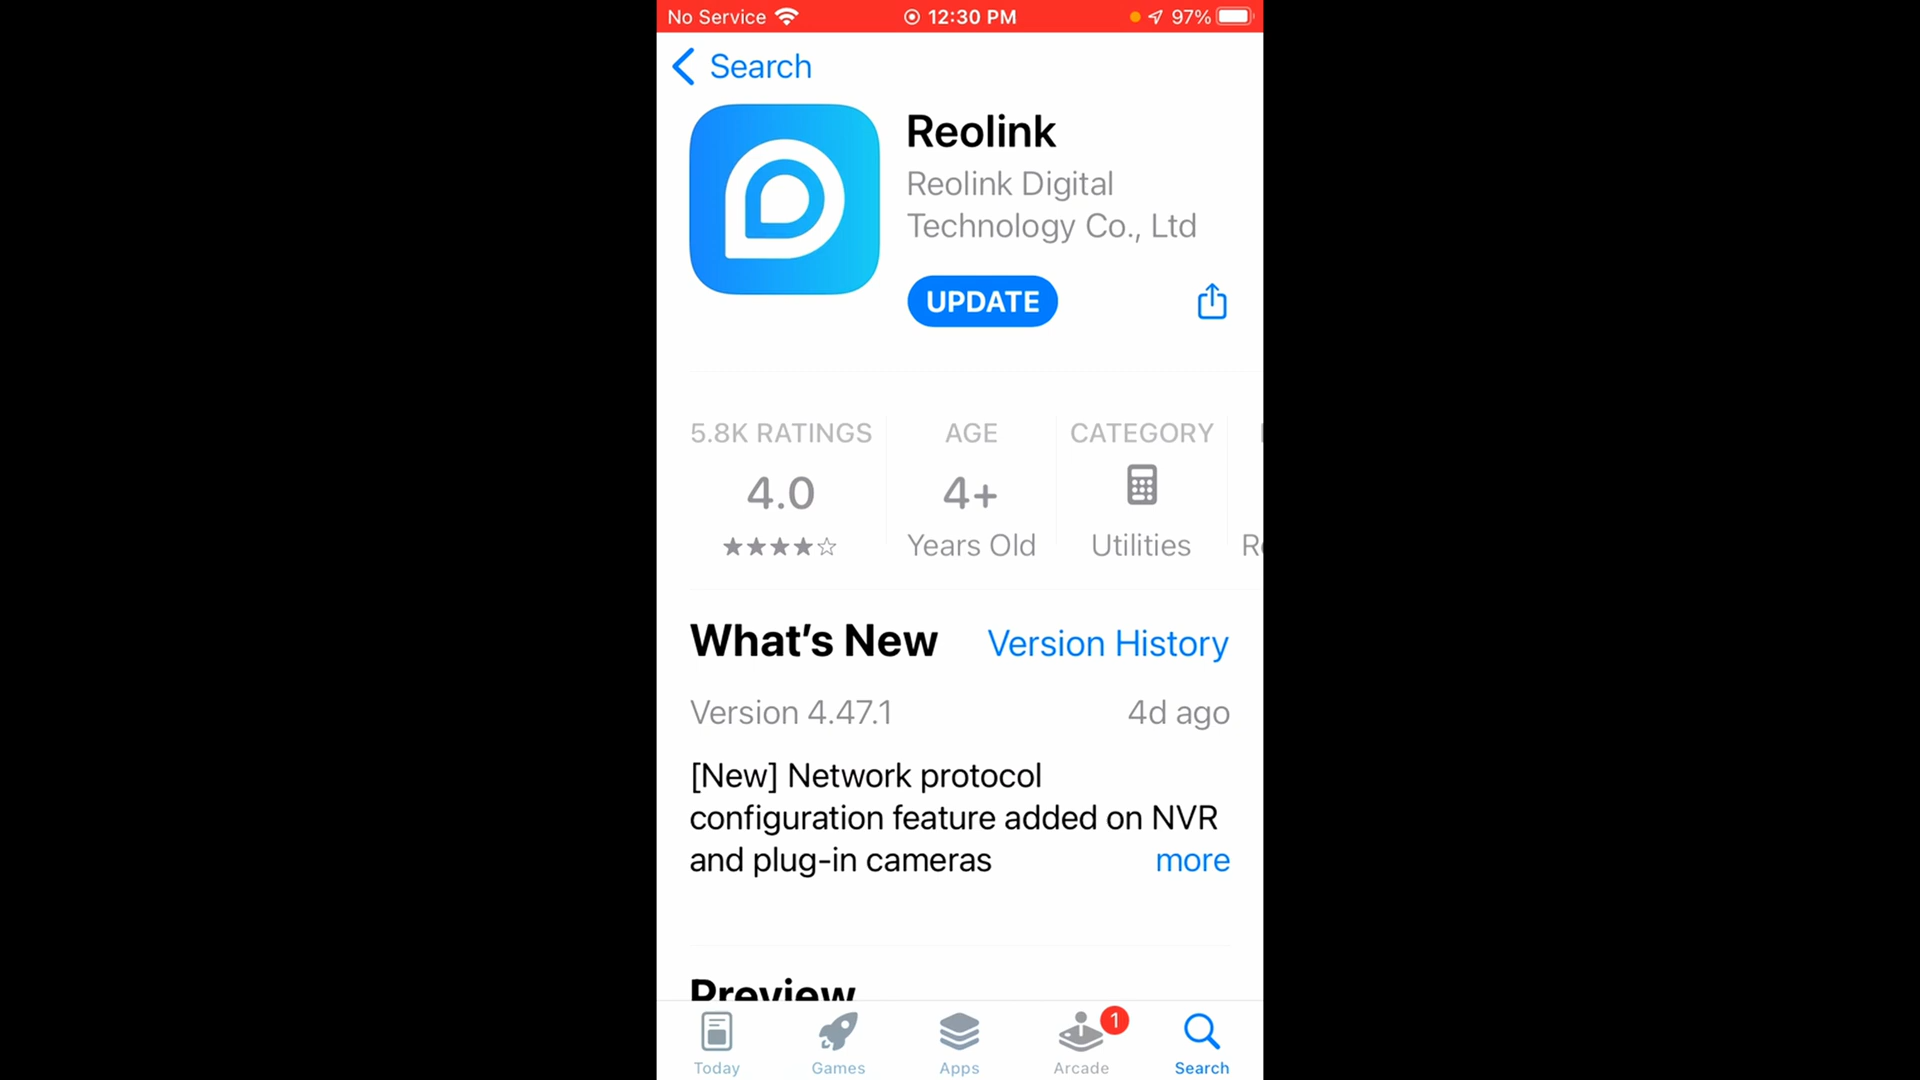 No Service 12:30 PM 97%
Search
Reolink
Reolink Digital
Technology Co., Ltd
UPDATE
5.8K RATINGS AGE CATEGORY
4.0 4+
★★★★☆ Years Old Utilities
What's New Version History
Version 4.47.1 4d ago
[New] Network protocol
configuration feature added on NVR
and plug-in cameras more
Preview
1
Today Games Apps Arcade Search